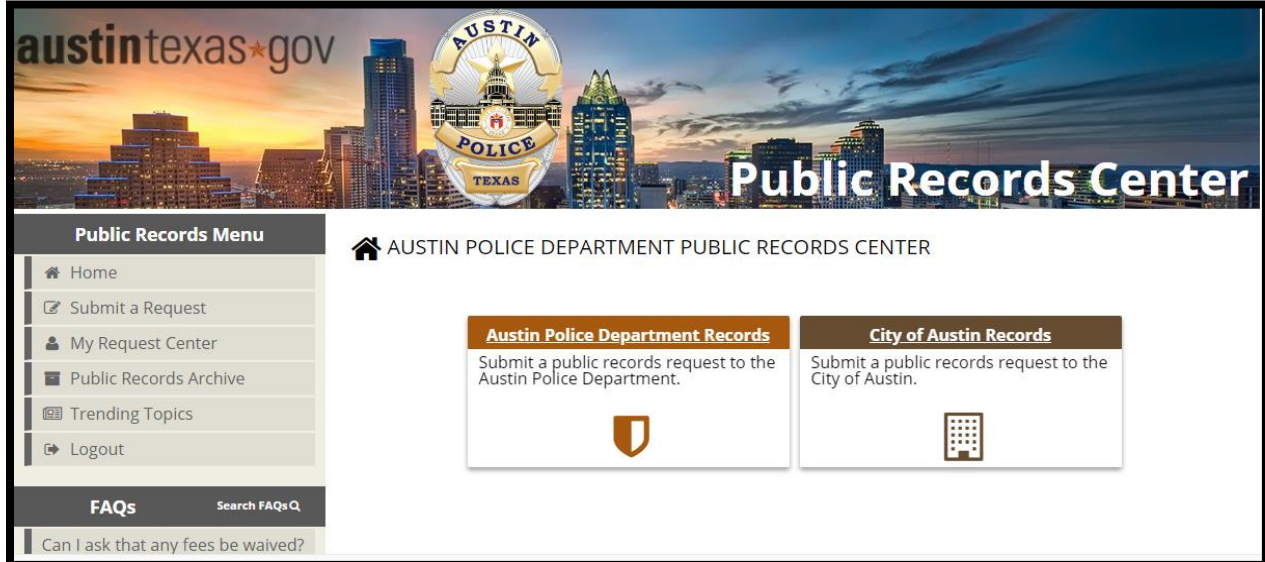 austintexas★gov
AUSTIN
POLICE
TEXAS
Public Records Center
Public Records Menu
Home
Submit a Request
My Request Center
Public Records Archive
Trending Topics
Logout
FAQs Search FAQs
Can I ask that any fees be waived?
AUSTIN POLICE DEPARTMENT PUBLIC RECORDS CENTER
Austin Police Department Records
Submit a public records request to the
Austin Police Department.
City of Austin Records
Submit a public records request to the
City of Austin.